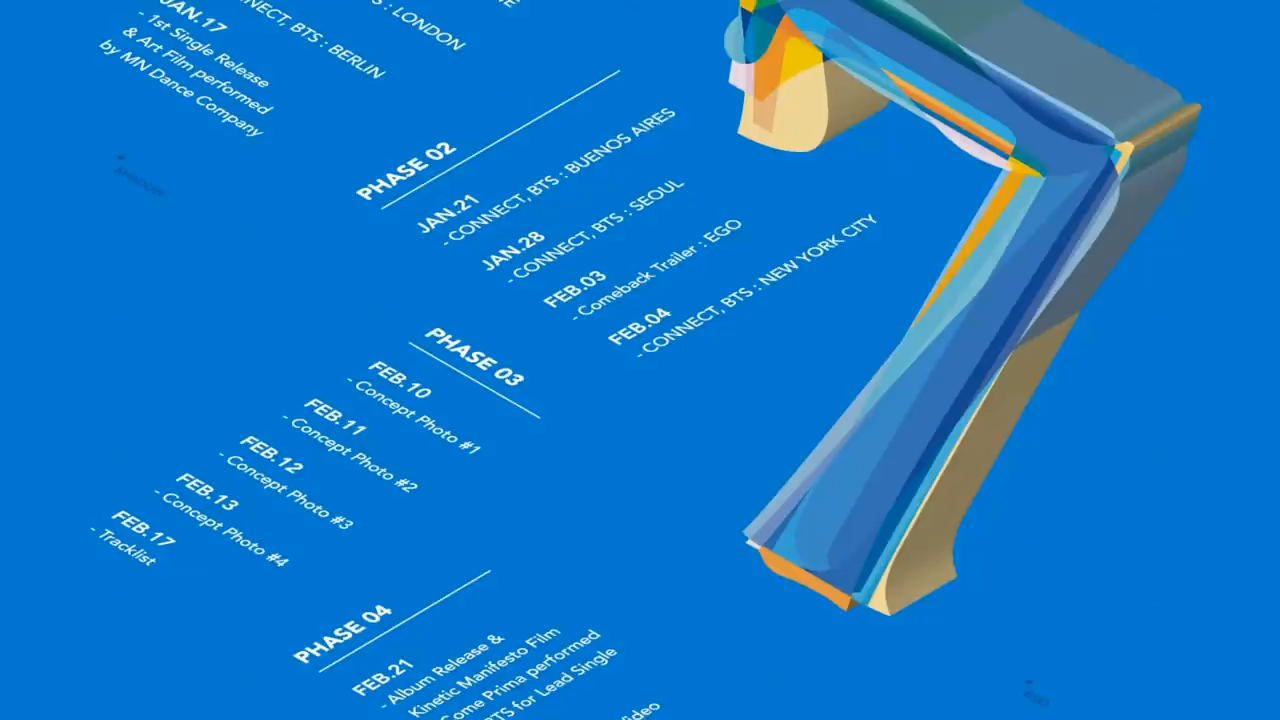 : LONDON
NECT, BTS : BERLIN
JAN.17
- 1st Single Release
& Art Film performed
by MN Dance Company
PHASE 02
JAN.21
- CONNECT, BTS : BUENOS AIRES
JAN.28
- CONNECT, BTS : SEOUL
FEB.03
- Comeback Trailer : EGO
FEB.04
- CONNECT, BTS : NEW YORK CITY
PHASE 03
FEB.10
- Concept Photo #1
FEB.11
- Concept Photo #2
FEB.12
- Concept Photo #3
FEB.13
- Concept Photo #4
FEB.17
- Tracklist
PHASE 04
FEB.21
- Album Release &
Kinetic Manifesto Film
Come Prima performed
BTS for Lead Single
ideo